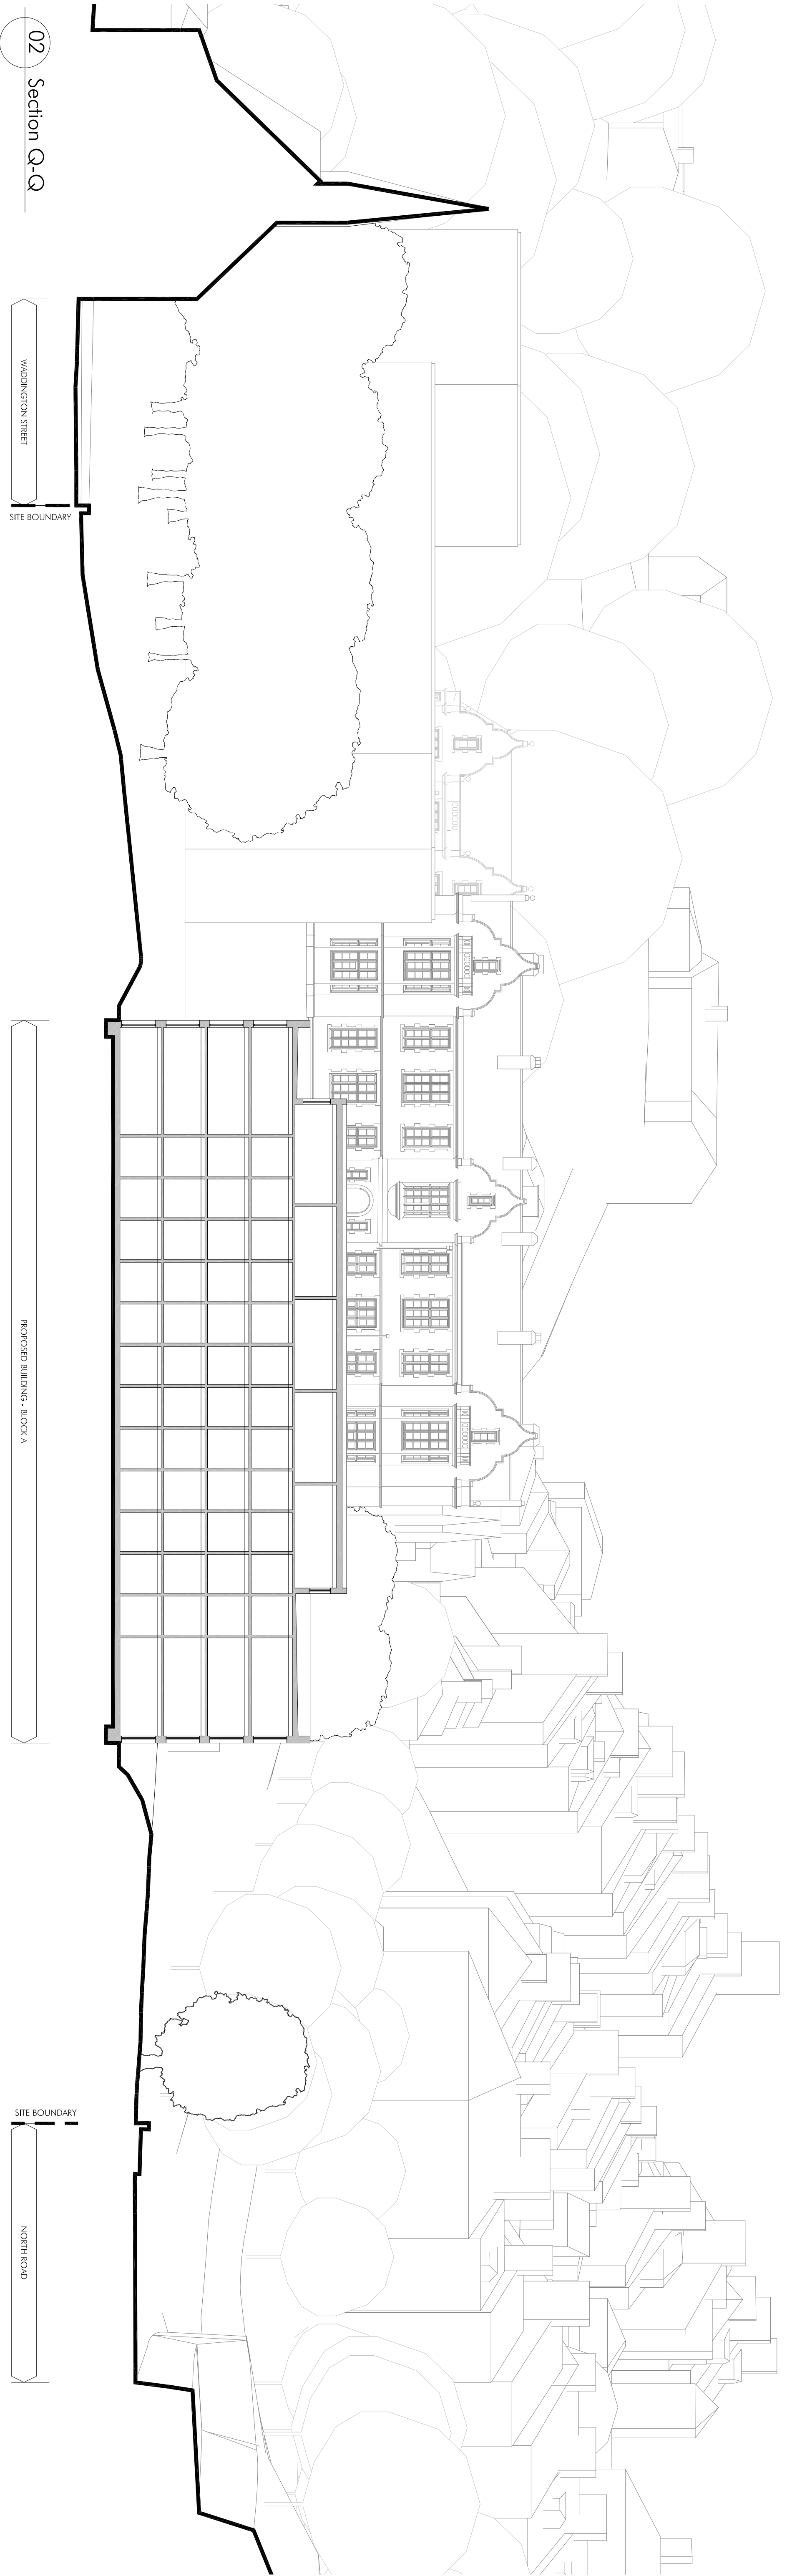 WADDINGTON STREET
SITE BOUNDARY
PROPOSED BUILDING - BLOCK A
SITE BOUNDARY
NORTH ROAD
02 Section Q-Q